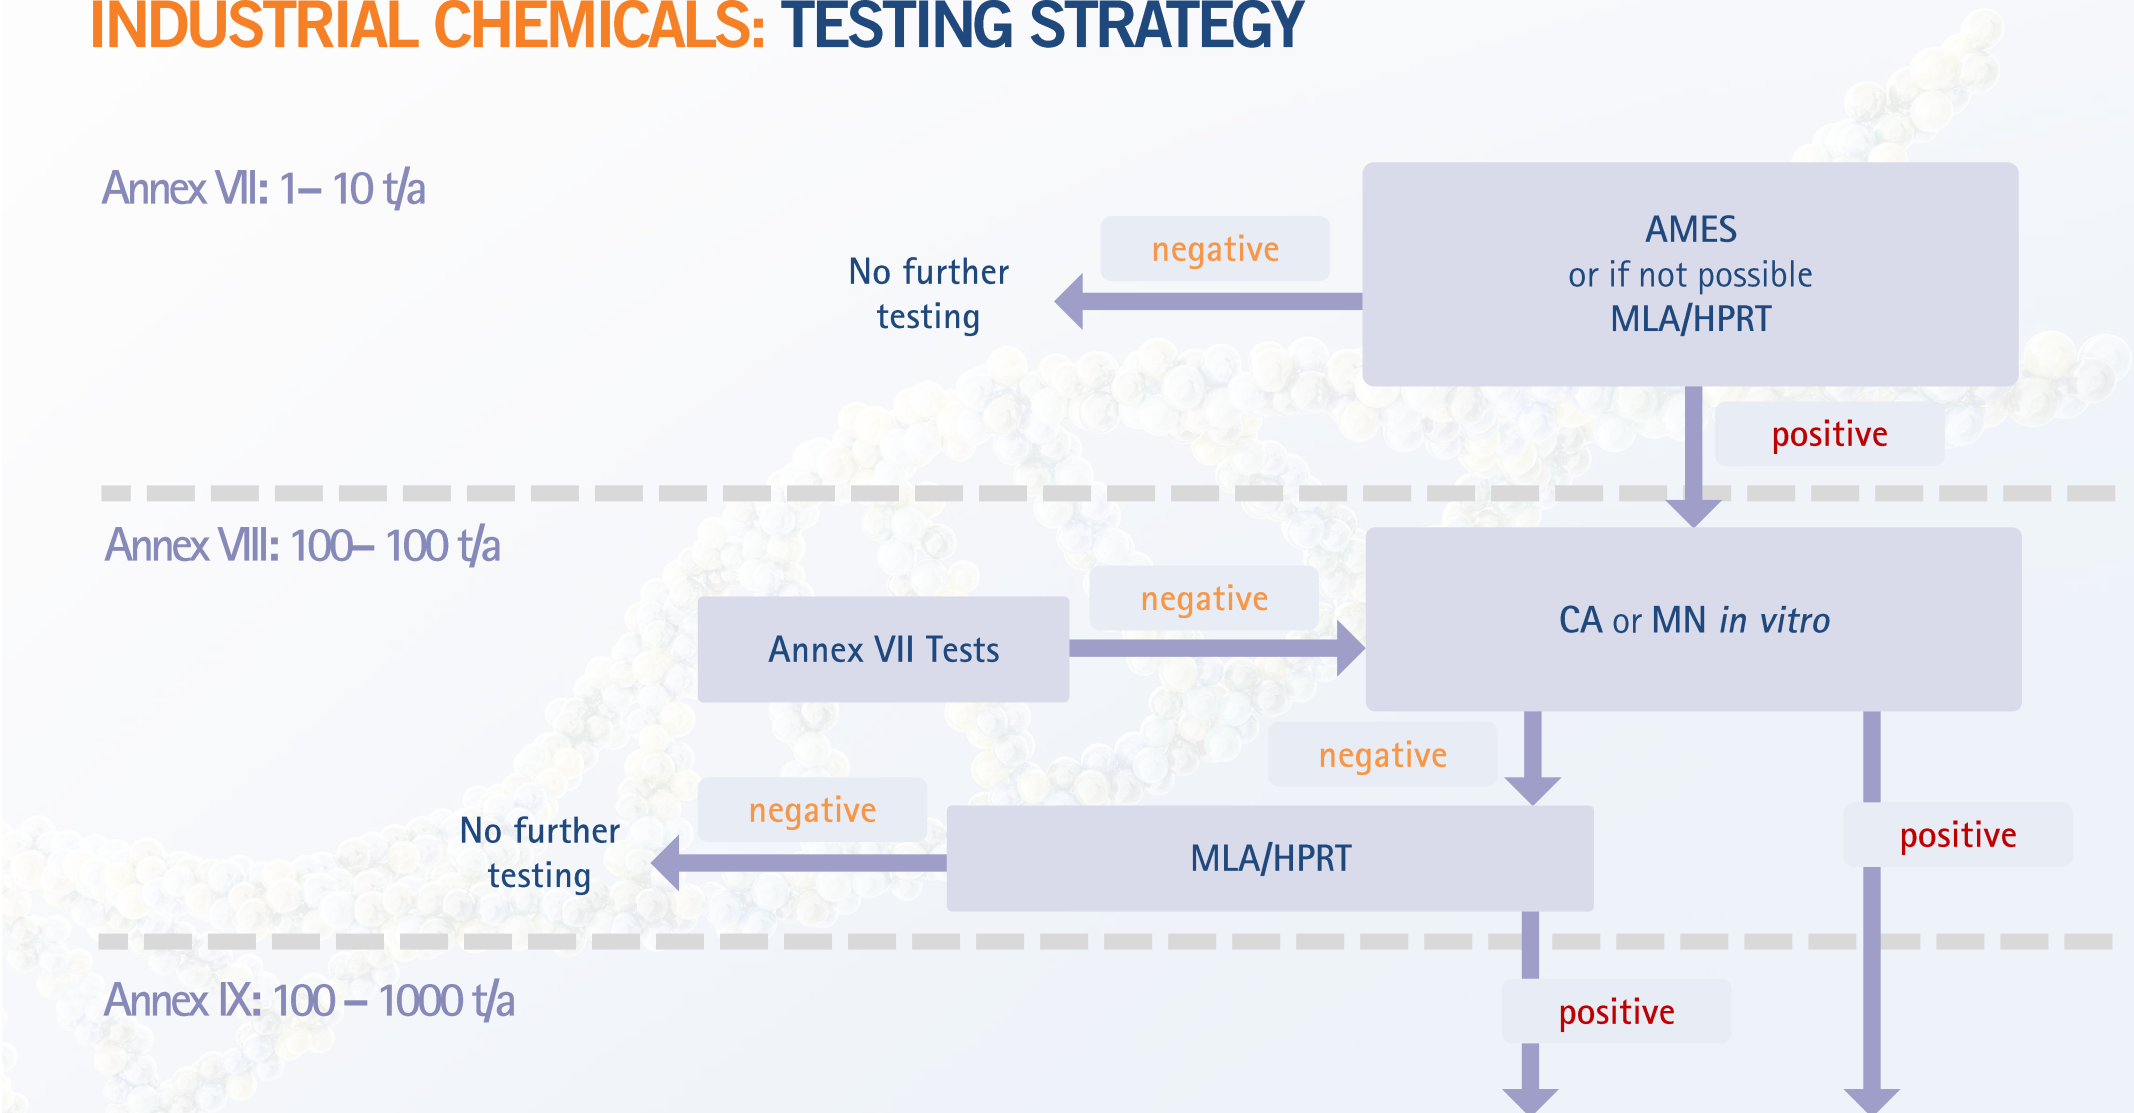 INDUSTRIAL CHEMICALS: TESTING STRATEGY
Annex VII: 1– 10 t/a
AMES
or if not possible
MLA/HPRT
negative
No further
testing
positive
Annex VIII: 100– 100 t/a
CA or MN in vitro
negative
Annex VII Tests
negative
positive
MLA/HPRT
negative
No further
testing
Annex IX: 100 – 1000 t/a
positive